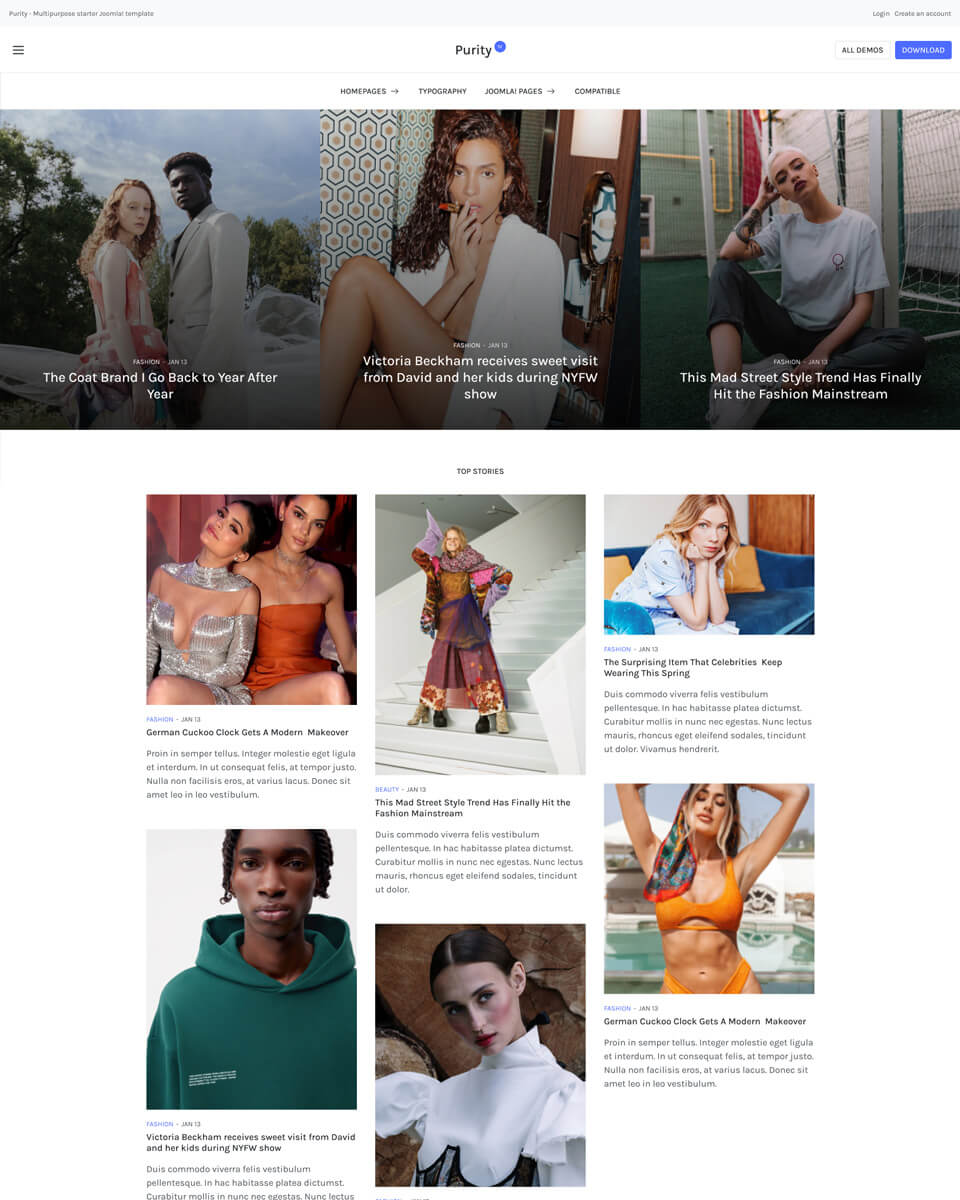 Purity - Multipurpose starter Joomla! template
Login Create an account
Purity
ALL DEMOS
DOWNLOAD
HOMEPAGES
TYPOGRAPHY
JOOMLA! PAGES
COMPATIBLE
FASHION - JAN 13
The Coat Brand I Go Back to Year After
Year
FASHION - JAN 13
Victoria Beckham receives sweet visit
from David and her kids during NYFW
show
FASHION - JAN 13
This Mad Street Style Trend Has Finally
Hit the Fashion Mainstream
TOP STORIES
FASHION - JAN 13
German Cuckoo Clock Gets A Modern Makeover
Proin in semper tellus. Integer molestie eget ligula
et interdum. In ut consequat felis, at tempor justo.
Nulla non facilisis eros, at varius lacus. Donec sit
amet leo in leo vestibulum.
FASHION - JAN 13
Victoria Beckham receives sweet visit from David
and her kids during NYFW show
Duis commodo viverra felis vestibulum
pellentesque. In hac habitasse platea dictumst.
Curabitur mollis in nunc nec egestas. Nunc lectus
BEAUTY - JAN 13
This Mad Street Style Trend Has Finally Hit the
Fashion Mainstream
Duis commodo viverra felis vestibulum
pellentesque. In hac habitasse platea dictumst.
Curabitur mollis in nunc nec egestas. Nunc lectus
mauris, rhoncus eget eleifend sodales, tincidunt
ut dolor.
FASHION - JAN 13
The Surprising Item That Celebrities Keep
Wearing This Spring
Duis commodo viverra felis vestibulum
pellentesque. In hac habitasse platea dictumst.
Curabitur mollis in nunc nec egestas. Nunc lectus
mauris, rhoncus eget eleifend sodales, tincidunt
ut dolor. Vivamus hendrerit.
FASHION - JAN 13
German Cuckoo Clock Gets A Modern Makeover
Proin in semper tellus. Integer molestie eget ligula
et interdum. In ut consequat felis, at tempor justo.
Nulla non facilisis eros, at varius lacus. Donec sit
amet leo in leo vestibulum.